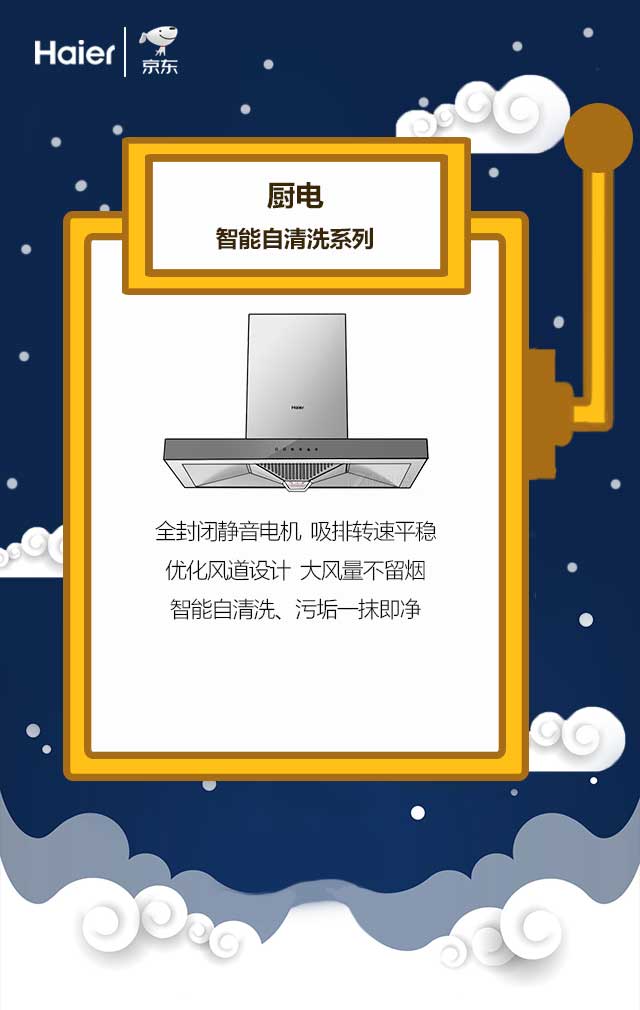 Haier
京东
厨电
智能自清洗系列
Haier
全封闭静音电机 吸排转速平稳
优化风道设计 大风量不留烟
智能自清洗、污垢一抹即净